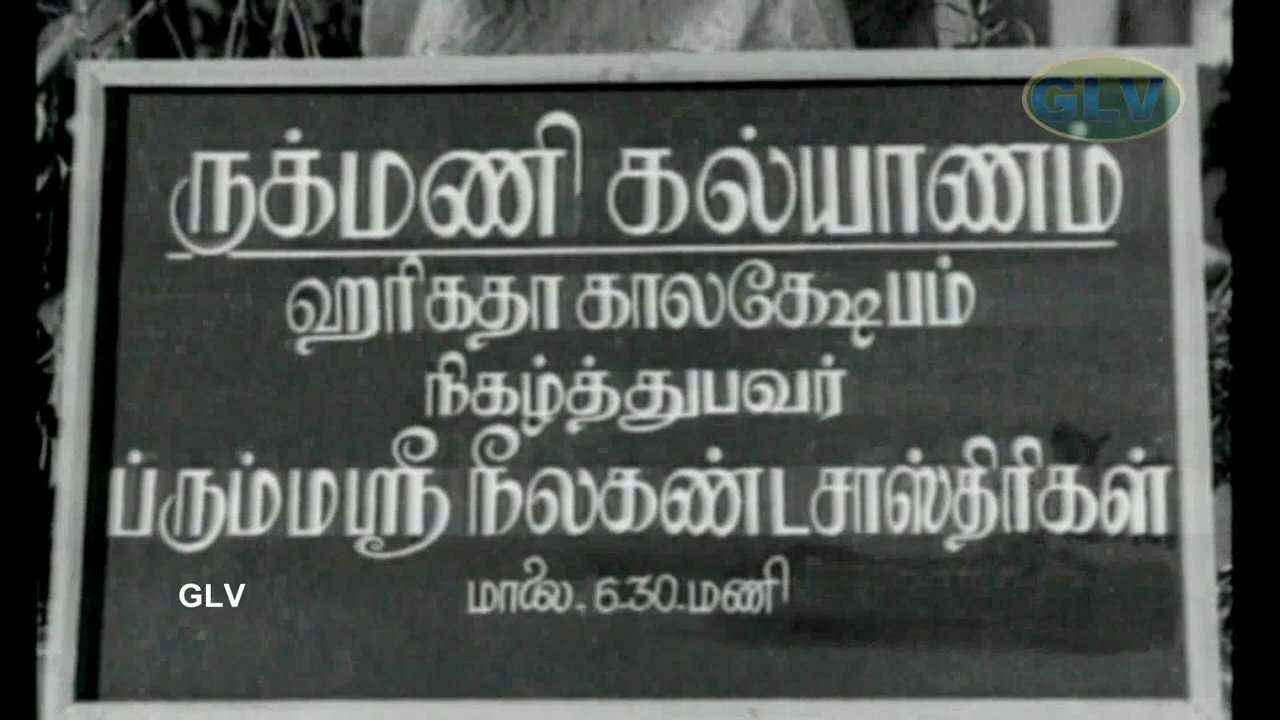 GLV
ருக்மணி கல்யாணம்
ஹரிகதா காலக்ஷேபம்
நிகழ்த்துபவர்
ப்ரும்மஸ்ரீ நீலகண்டசாஸ்திரிகள்
மாலை. 6.30.மணி
GLV